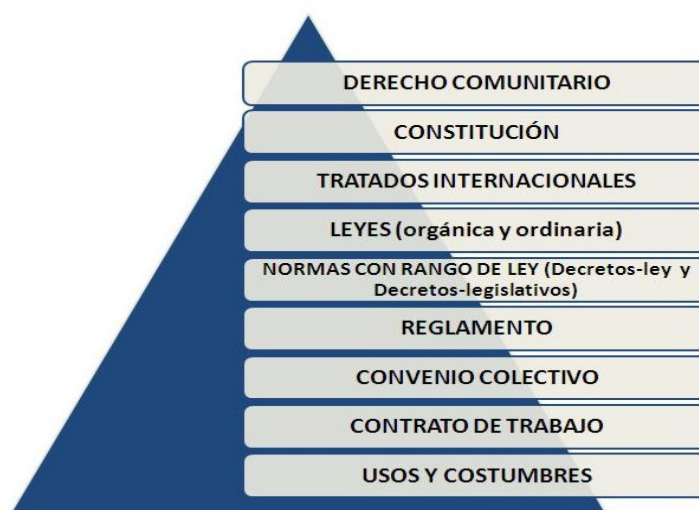 DERECHO COMUNITARIO
CONSTITUCIÓN
TRATADOS INTERNACIONALES
LEYES (orgánica y ordinaria)
NORMAS CON RANGO DE LEY (Decretos-ley y
Decretos-legislativos)
REGLAMENTO
CONVENIO COLECTIVO
CONTRATO DE TRABAJO
USOS Y COSTUMBRES